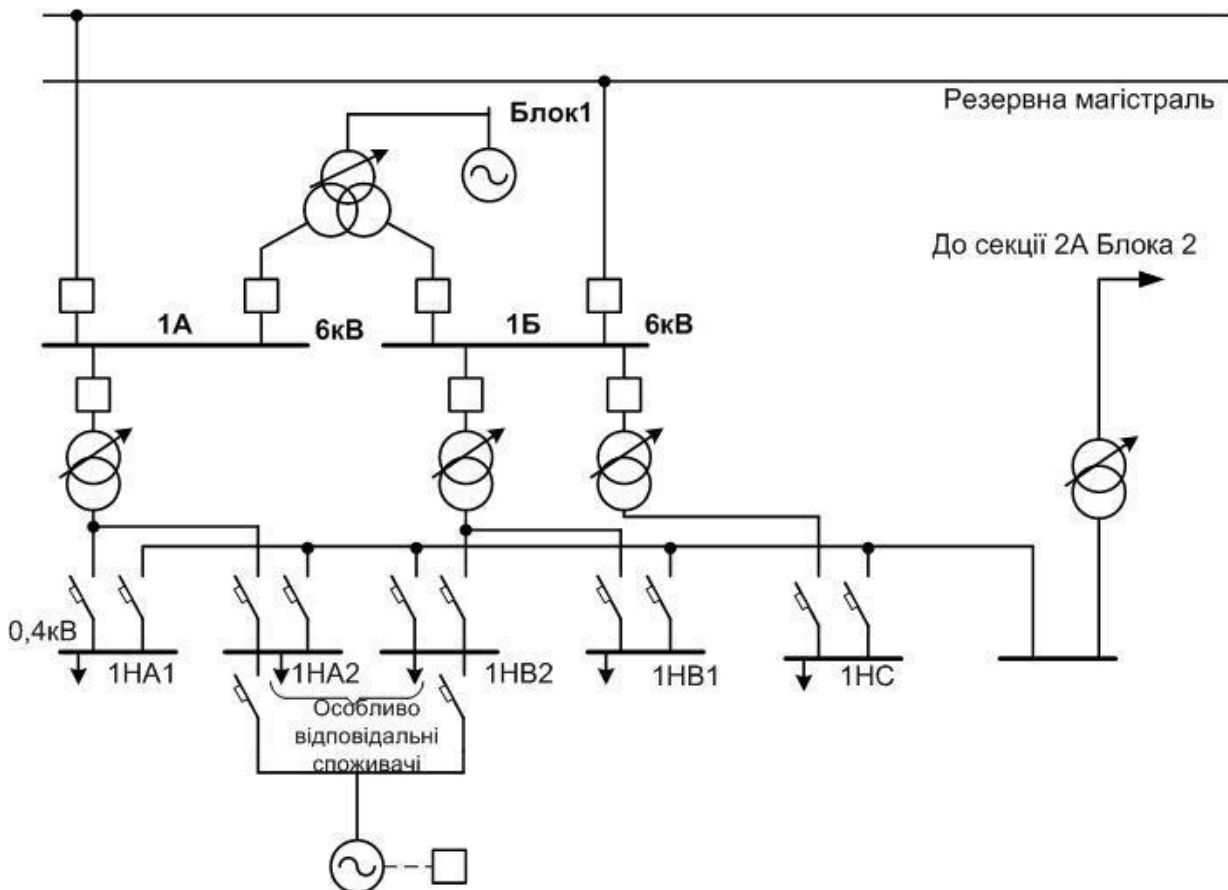 Резервна магістраль
Блок1
До секції 2А Блока 2
1А
6кВ
1Б
6кВ
0,4кВ
1НА1
1НА2
1НВ2
1НВ1
1НС
Особливо
відповідальні
споживачі